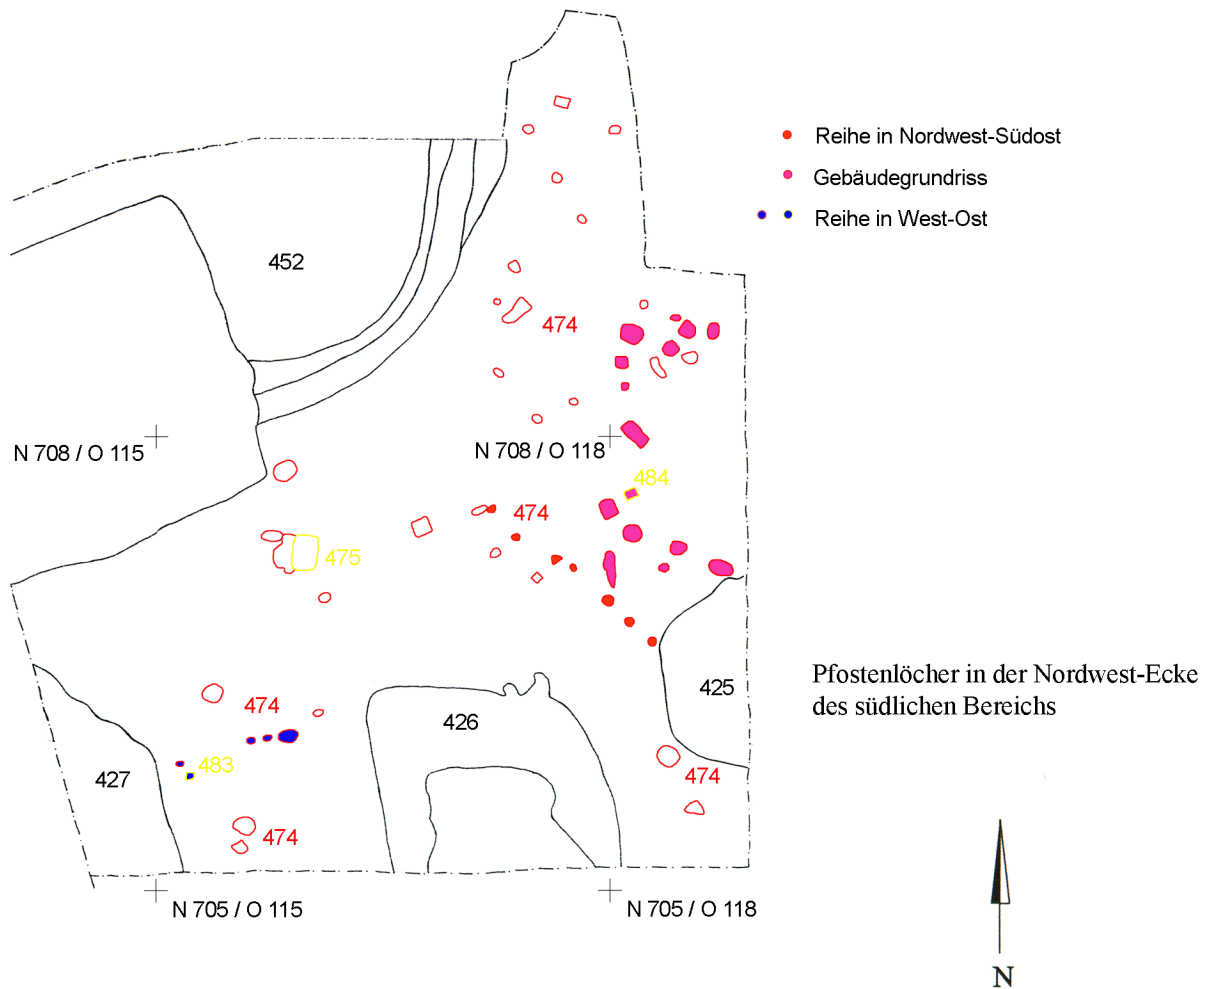 Reihe in Nordwest-Südost
Gebäudegrundriss
Reihe in West-Ost
452
474
N 708 / O 115
N 708 / O 118
484
474
475
Pfostenlöcher in der Nordwest-Ecke
des südlichen Bereichs
425
474
426
483
427
474
474
N 705 / O 115
N 705 / O 118
N